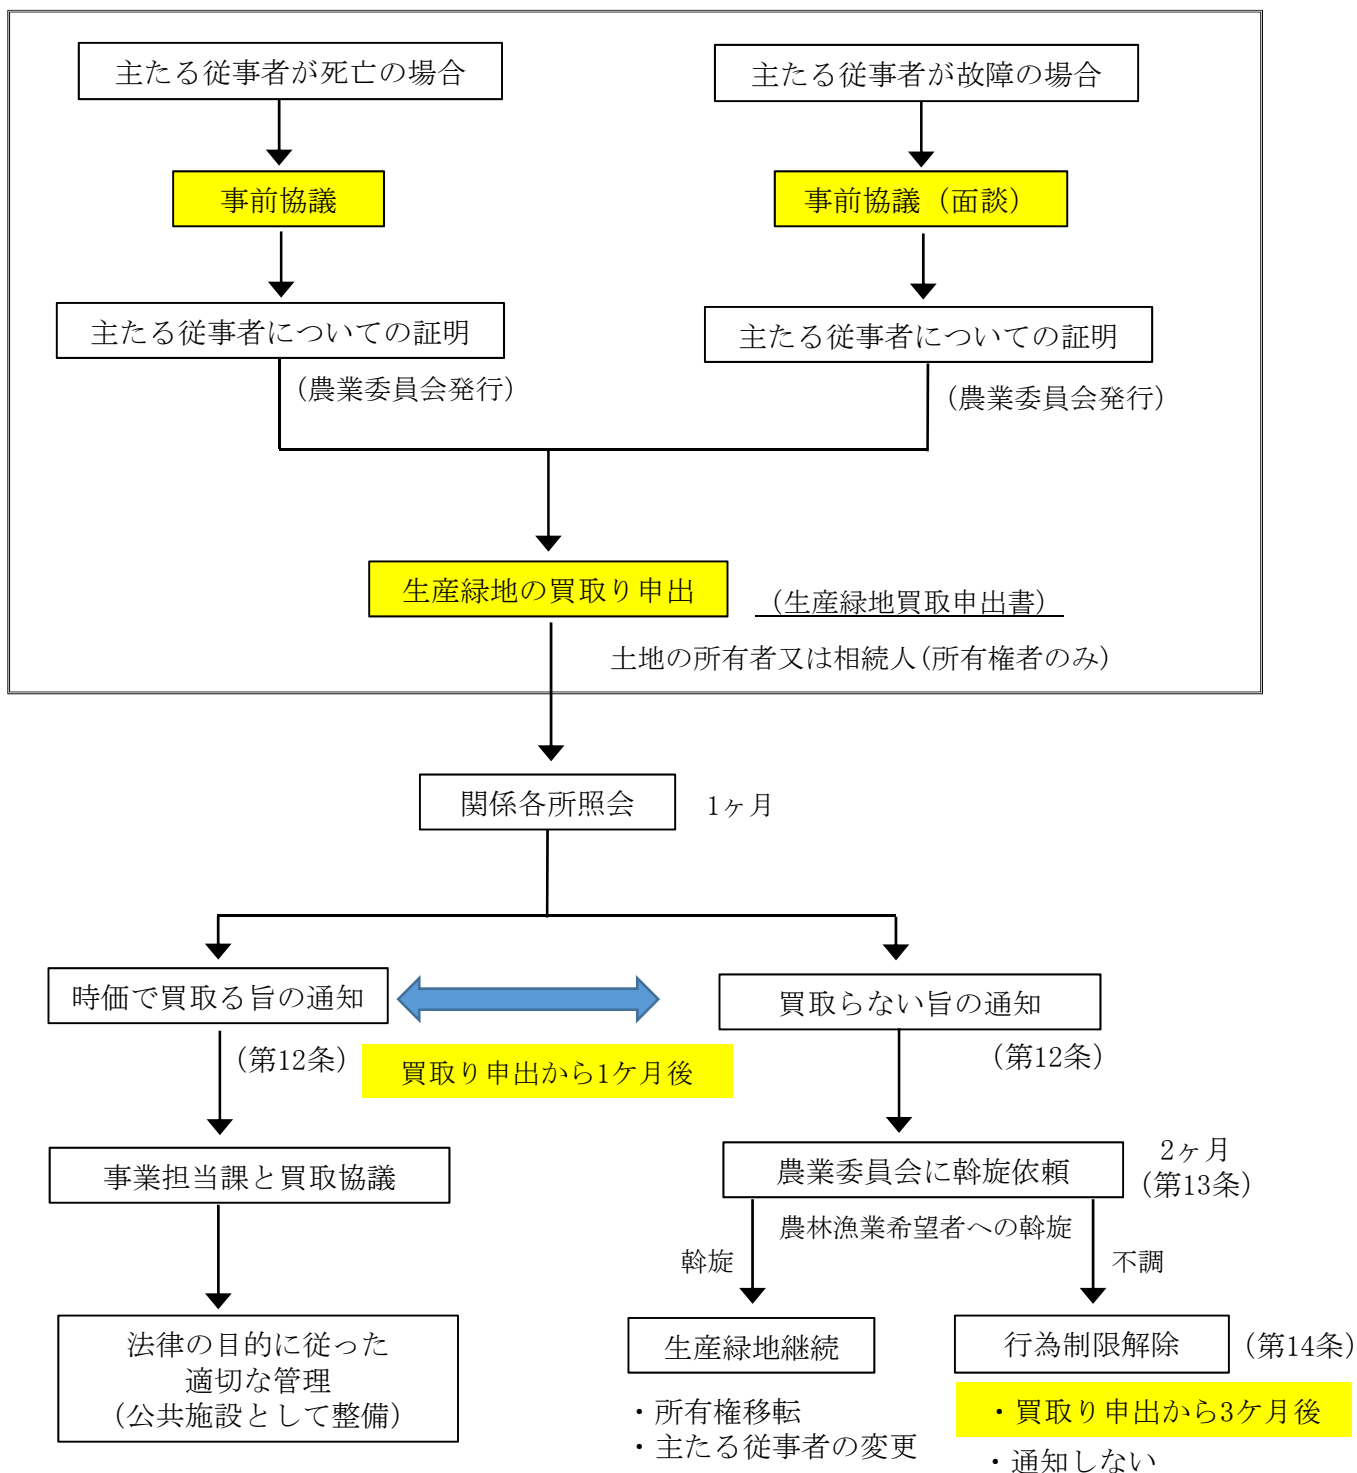 主たる従事者が死亡の場合
主たる従事者が故障の場合
事前協議
事前協議（面談）
主たる従事者についての証明
主たる従事者についての証明
（農業委員会発行）
（農業委員会発行）
生産緑地の買取り申出
（生産緑地買取申出書）
土地の所有者又は相続人（所有権者のみ）
関係各所照会
1ヶ月
時価で買取る旨の通知
買取らない旨の通知
（第12条）
（第12条）
買取り申出から1ケ月後
事業担当課と買取協議
農業委員会に斡旋依頼
2ヶ月
（第13条）
農林漁業希望者への斡旋
斡旋
不調
法律の目的に従った
適切な管理
（公共施設として整備）
生産緑地継続
行為制限解除
（第14条）
・所有権移転
・主たる従事者の変更
・買取り申出から3ケ月後
・通知しない